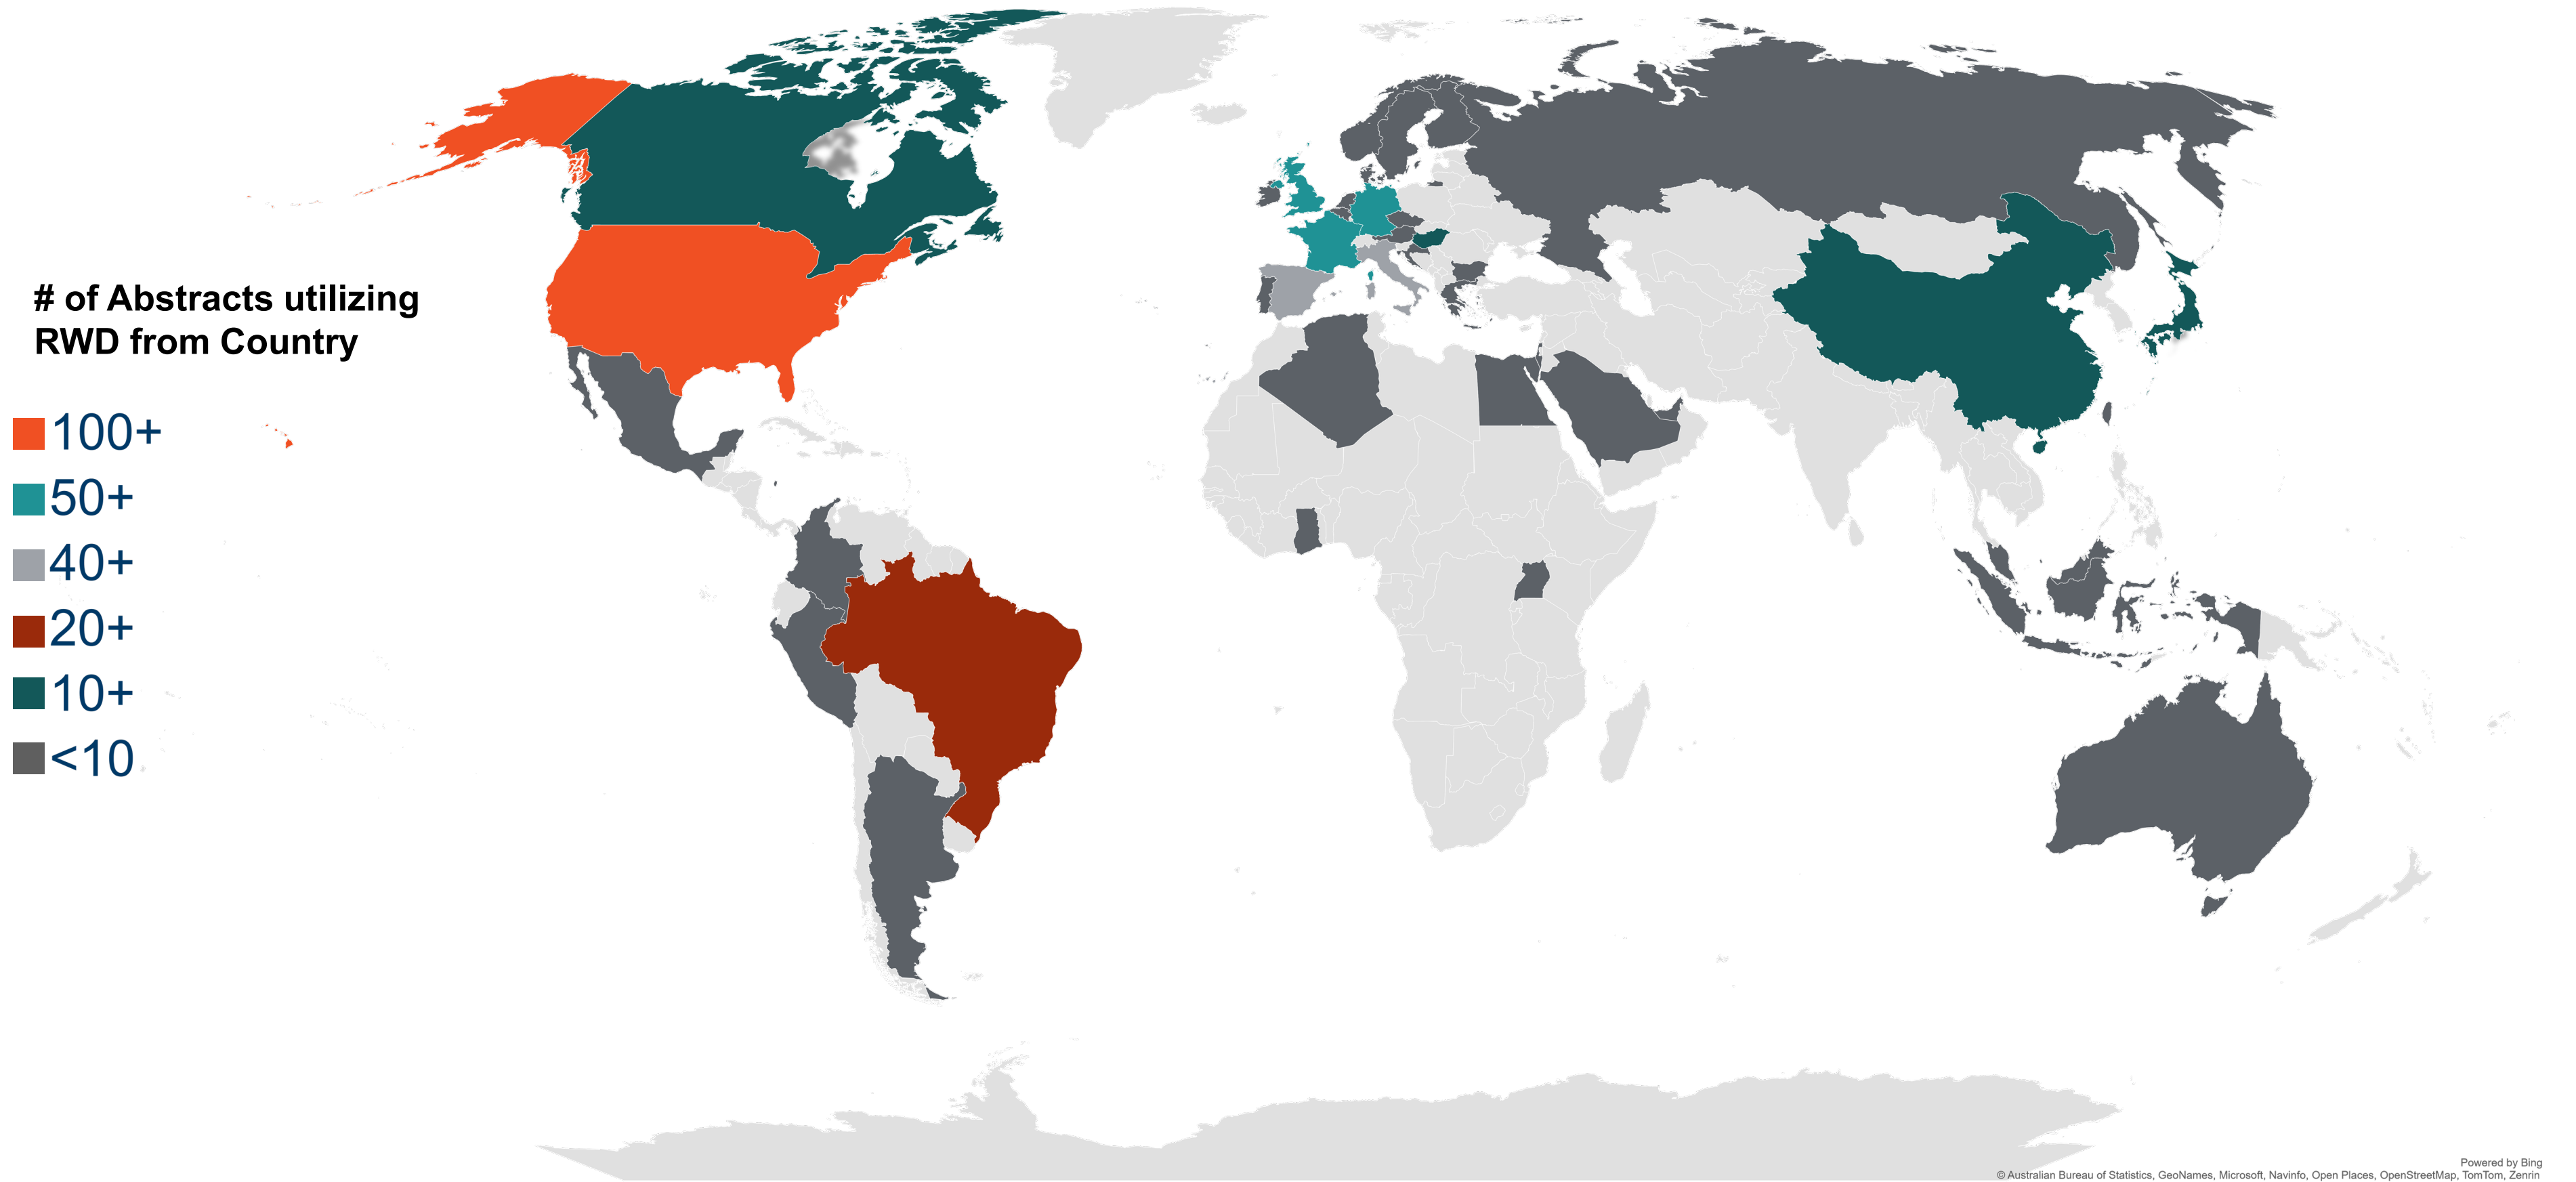 # of Abstracts utilizing
RWD from Country
100+
50+
40+
20+
10+
<10
Powered by Bing
© Australian Bureau of Statistics, GeoNames, Microsoft, Navinfo, Open Places, OpenStreetMap, TomTom, Zenrin